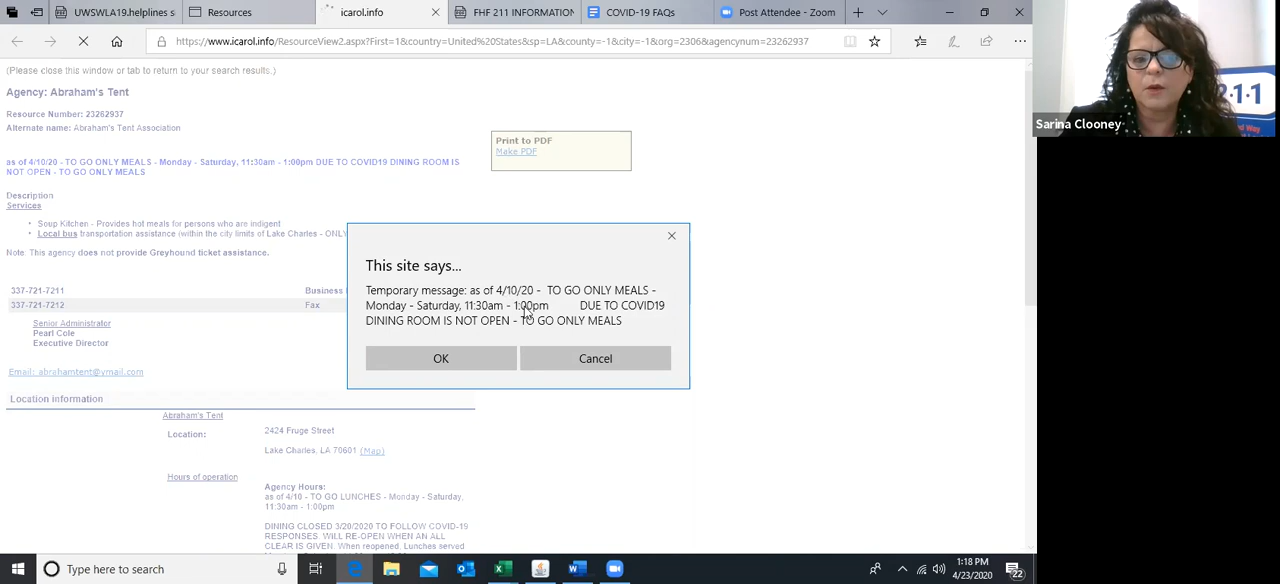 UWSWLA19.helplines s
Resources
icarol.info
FHF 211 INFORMATION
COVID-19 FAQs
Post Attendee - Zoom
https://www.icarol.info/ResourceView2.aspx?First=1&country=United%20States&sp=LA&county=-1&city=-1&org=2306&agencynum=23262937
(Please close this window or tab to return to your search results.)
Agency: Abraham's Tent
Resource Number: 23262937
Alternate name: Abraham's Tent Association
Print to PDF
Make PDF
as of 4/10/20 - TO GO ONLY MEALS - Monday - Saturday, 11:30am - 1:00pm DUE TO COVID19 DINING ROOM IS
NOT OPEN - TO GO ONLY MEALS
Description
Services
• Soup Kitchen - Provides hot meals for persons who are indigent
• Local bus transportation assistance (within the city limits of Lake Charles - ONLY
Note: This agency does not provide Greyhound ticket assistance.
337-721-7211 Business
337-721-7212 Fax
Senior Administrator
Pearl Cole
Executive Director
Email: abrahamtent@ymail.com
Location information
Abraham's Tent
Location: 2424 Fruge Street
Lake Charles, LA 70601 (Map)
Hours of operation
Agency Hours:
as of 4/10 - TO GO LUNCHES - Monday - Saturday,
11:30am - 1:00pm
DINING CLOSED 3/20/2020 TO FOLLOW COVID-19
RESPONSES. WILL RE-OPEN WHEN AN ALL
CLEAR IS GIVEN. When reopened, Lunches served
This site says...
Temporary message: as of 4/10/20 - TO GO ONLY MEALS -
Monday - Saturday, 11:30am - 1:00pm DUE TO COVID19
DINING ROOM IS NOT OPEN - TO GO ONLY MEALS
OK
Cancel
2·1·1
Sarina Clooney
Type here to search
1:18 PM
4/23/2020
22